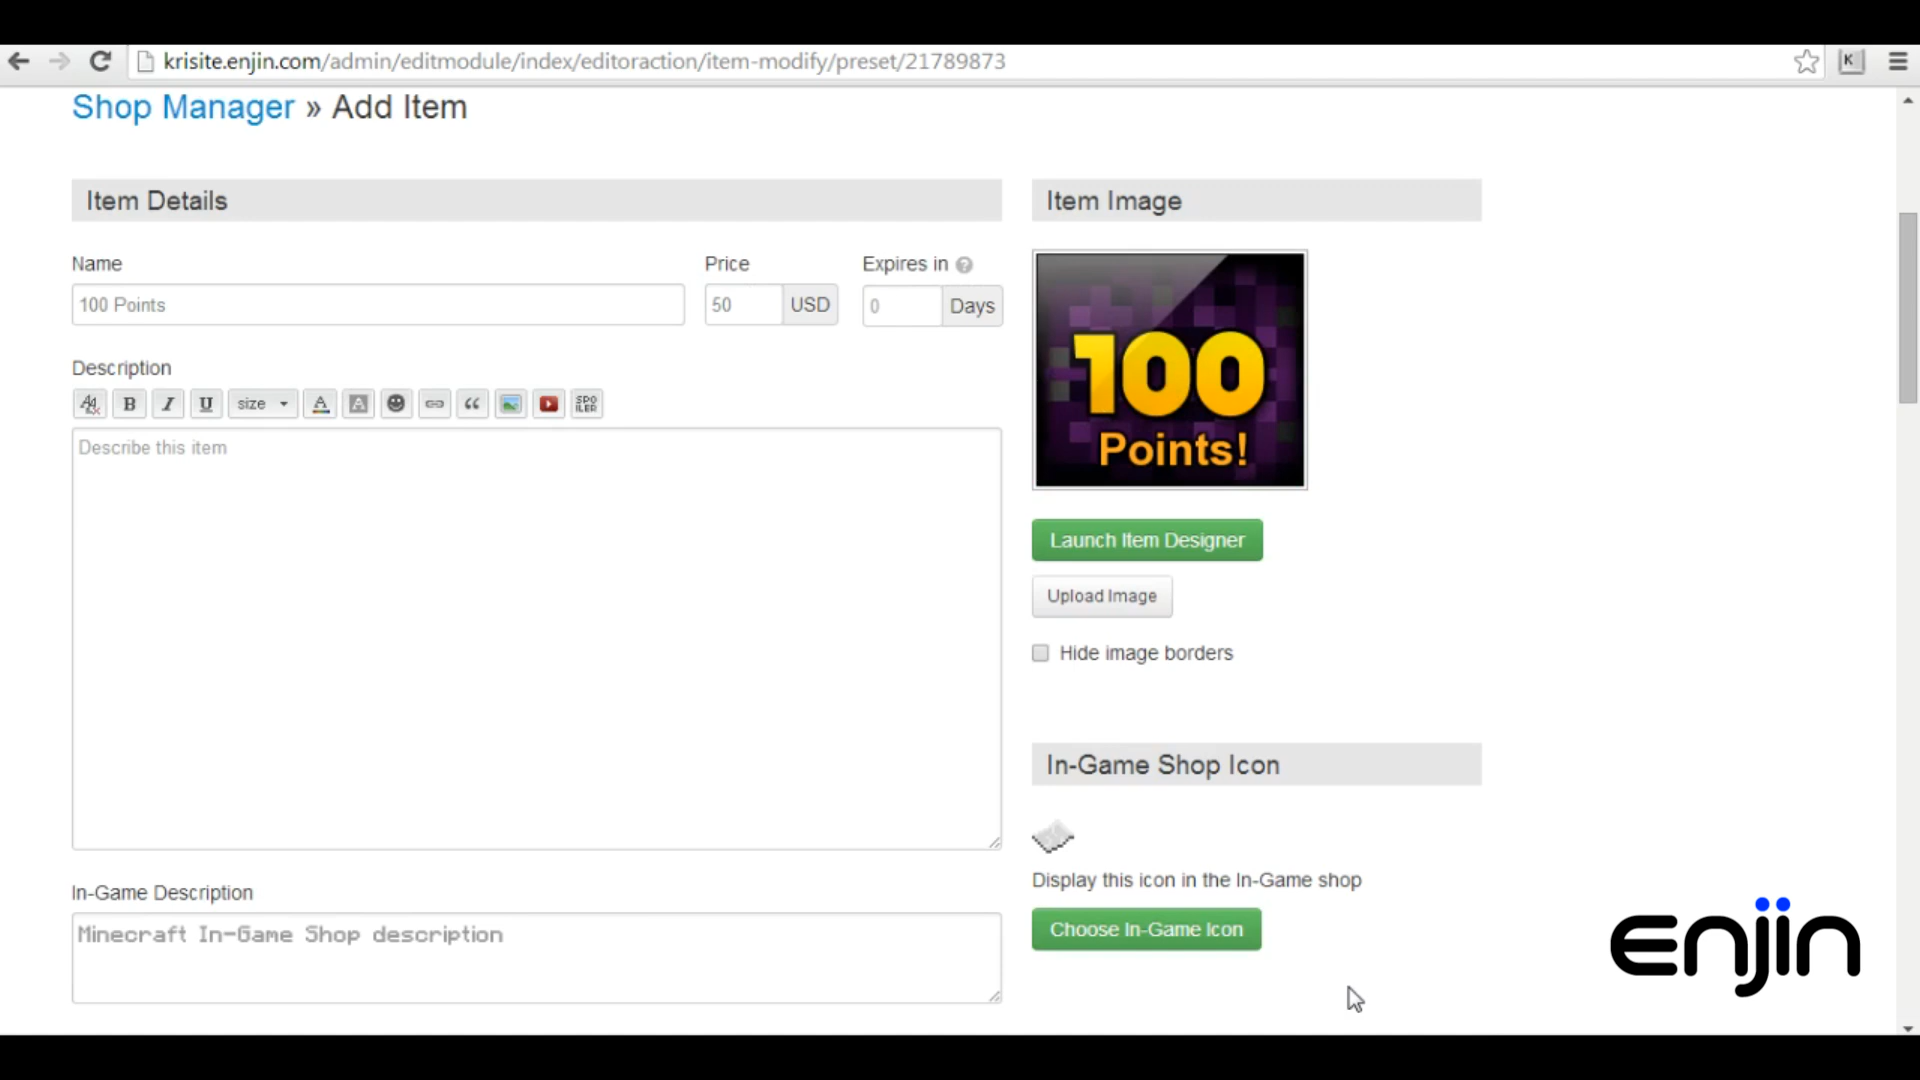 krisite.enjin.com/admin/editmodule/index/editoraction/item-modify/preset/21789873
K
Shop Manager » Add Item
Item Details
Name
Price
Expires in ?
100 Points
50 USD
0 Days
Description
B I U size A A SPOILER
Describe this item
In-Game Description
Minecraft In-Game Shop description
Item Image
100
Points!
Launch Item Designer
Upload Image
Hide image borders
In-Game Shop Icon
Display this icon in the In-Game shop
Choose In-Game Icon
enjin